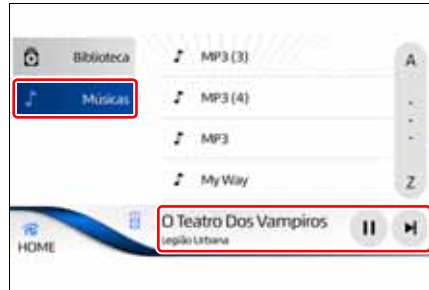 Biblioteca
MP3 (3)
A
Músicas
MP3 (4)
MP3
My Way
Z
O Teatro Dos Vampiros
Legião Urbana
HOME